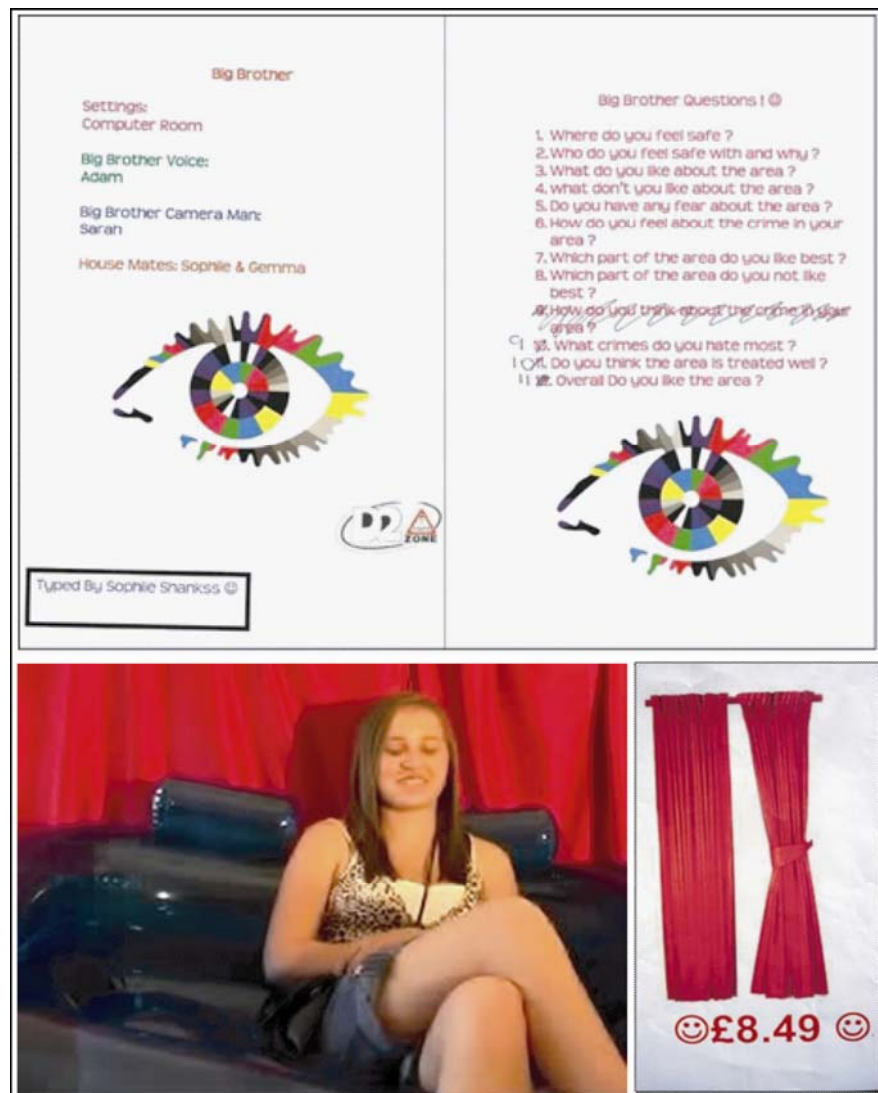 Big Brother
Settings:
Computer Room
Big Brother Voice:
Adam
Big Brother Camera Man:
Sarah
House Mates: Sophie & Gemma
ZONE
Typed By Sophie Shankss ☺
Big Brother Questions ! ☺
1. Where do you feel safe ?
2. Who do you feel safe with and why ?
3. What do you like about the area ?
4. what don't you like about the area ?
5. Do you have any fear about the area ?
6. How do you feel about the crime in your
area ?
7. Which part of the area do you like best ?
8. Which part of the area do you not like
best ?
9. How do you think about the crime in your
area ?
9 What crimes do you hate most ?
10 Do you think the area is treated well ?
11 Overall Do you like the area ?
☺£8.49 ☺